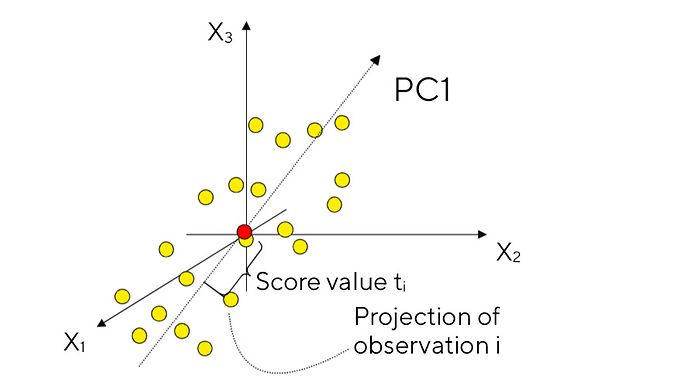 X₃
PC1
X₂
Score value tᵢ
Projection of
observation i
X₁